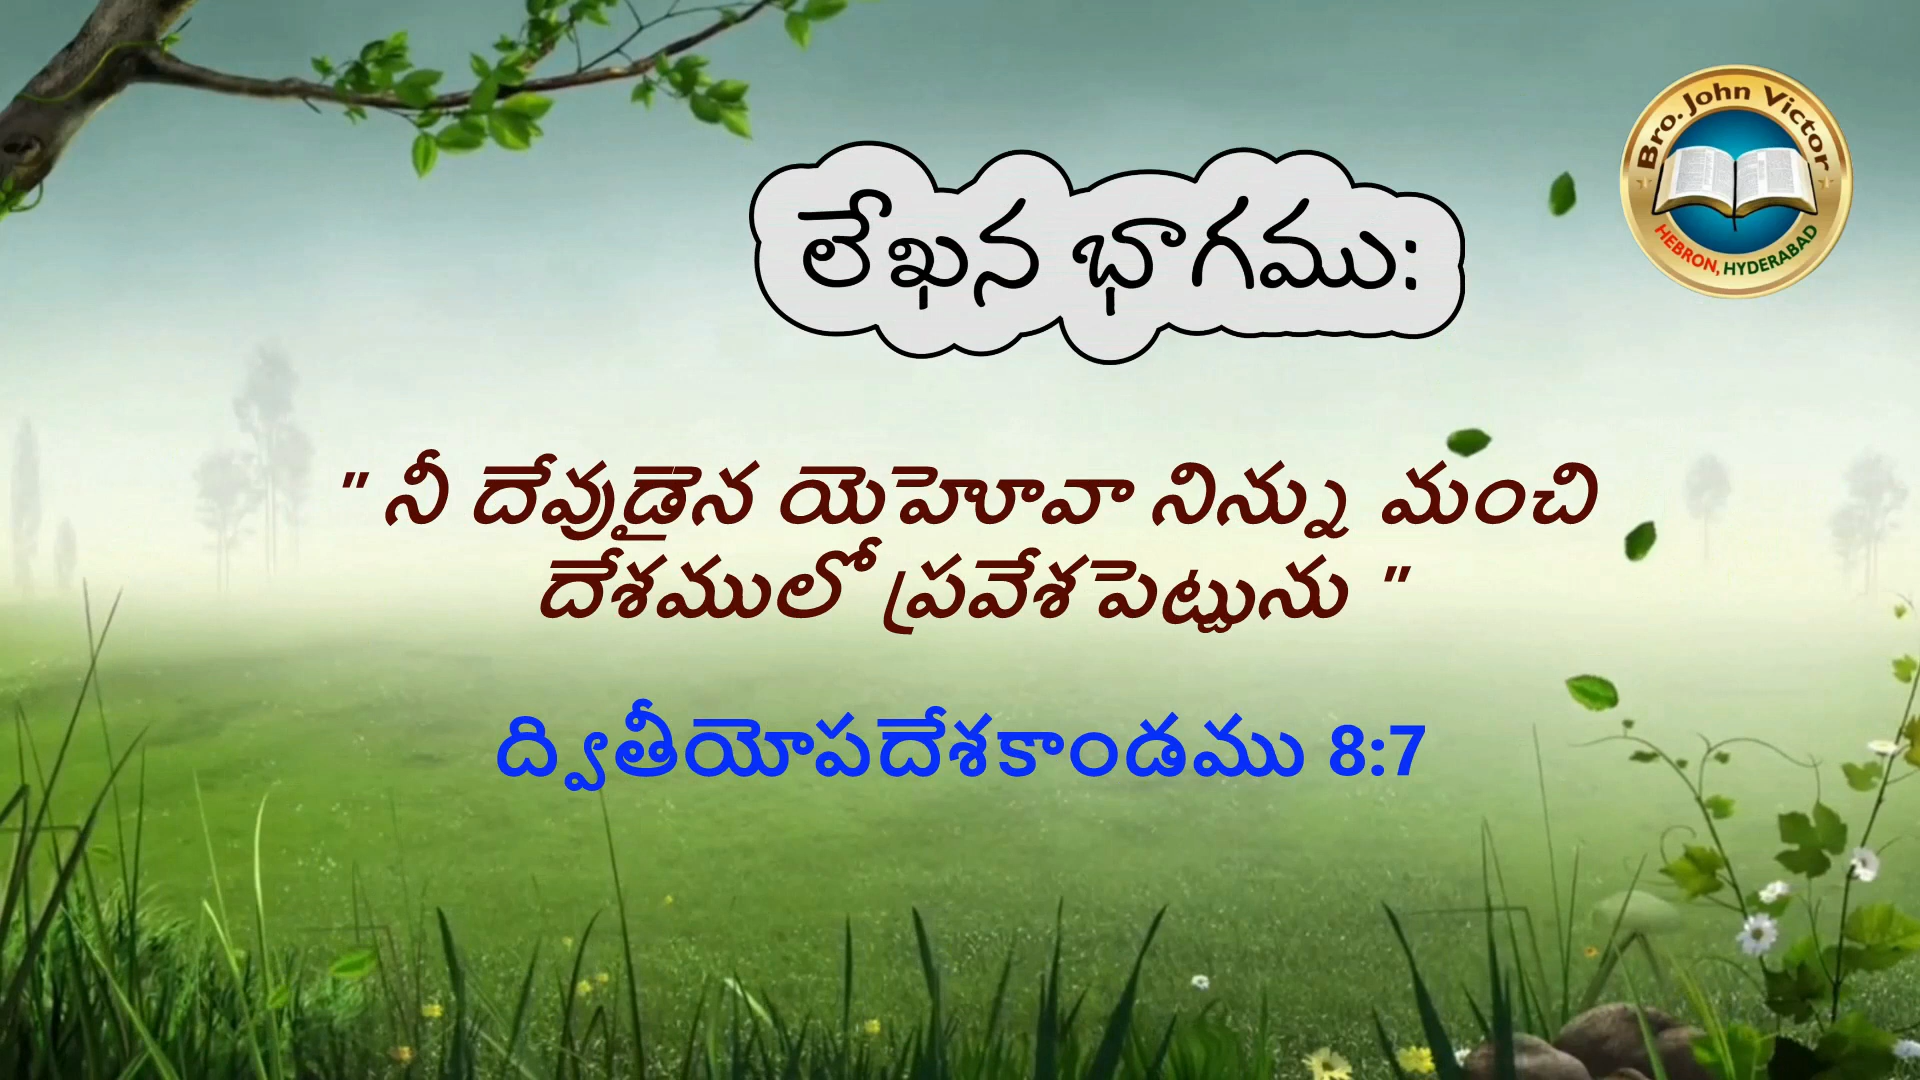 Bro. John Victor
HEBRON, HYDERABAD
లేఖన భాగము:
" నీ దేవుడైన యెహెూవా నిన్ను మంచి
దేశములో ప్రవేశపెట్టును "
ద్వితీయోపదేశకాండము 8:7